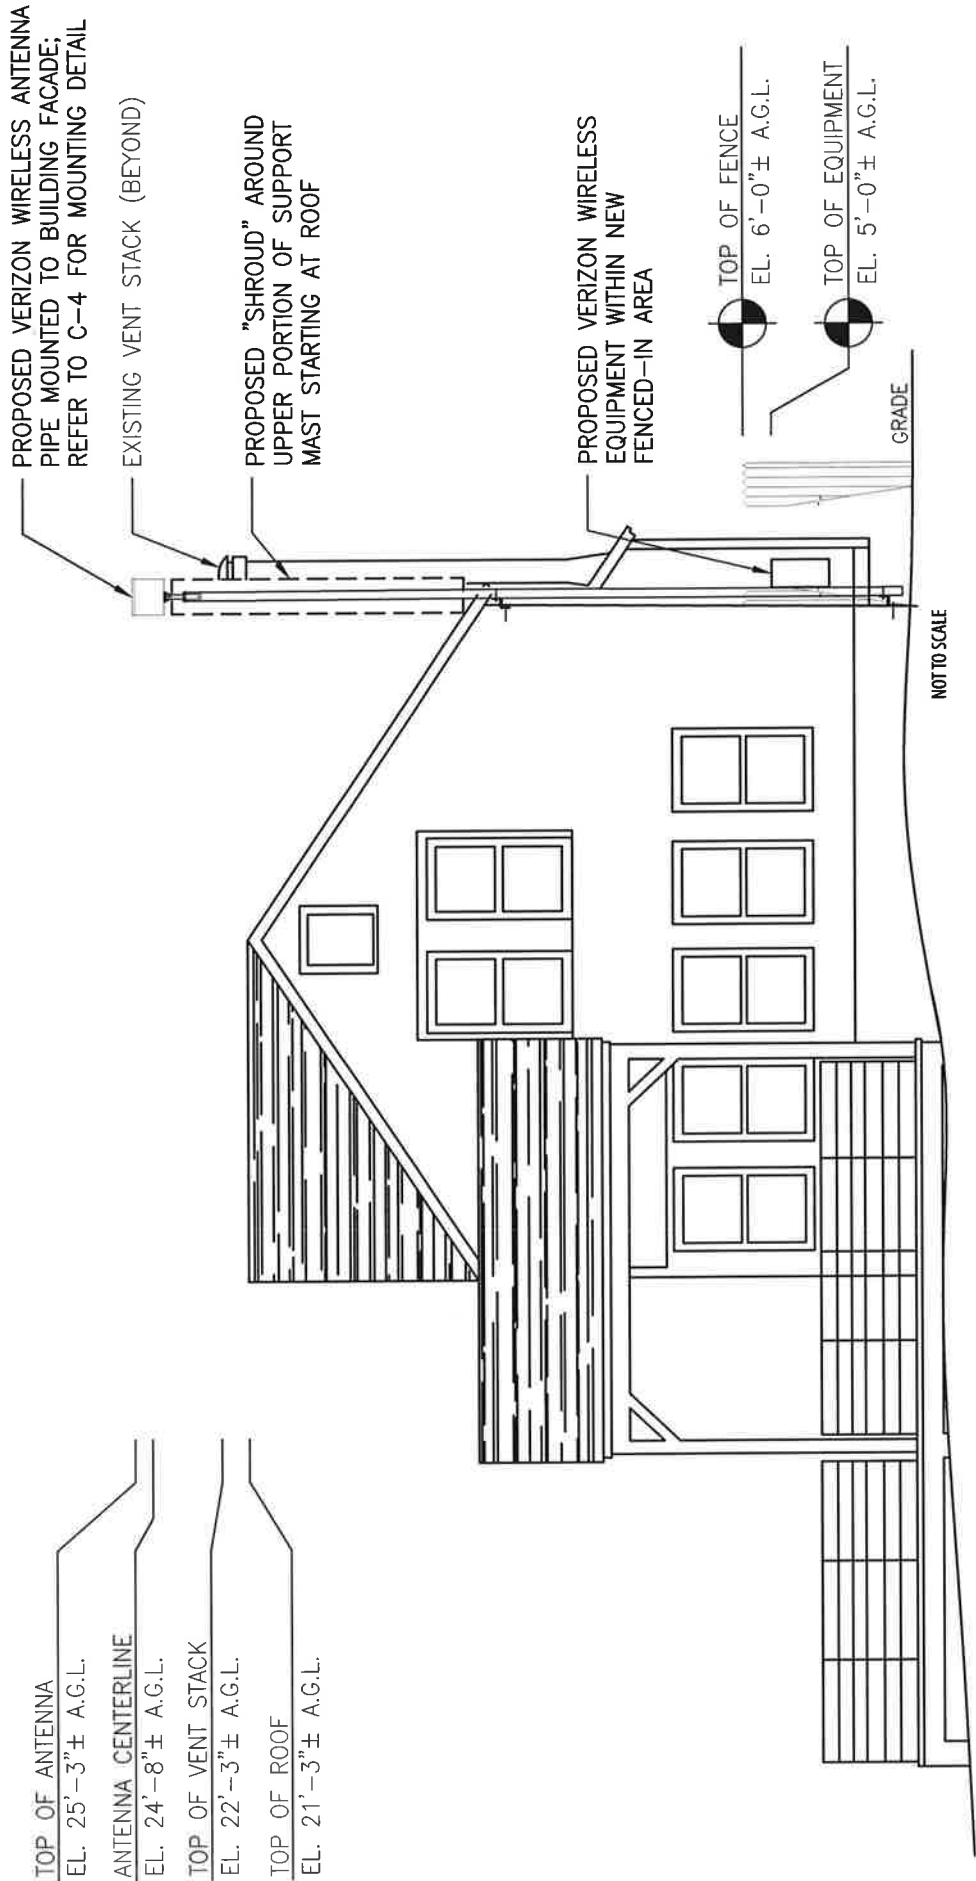 PROPOSED VERIZON WIRELESS ANTENNA
PIPE MOUNTED TO BUILDING FACADE;
REFER TO C-4 FOR MOUNTING DETAIL
EXISTING VENT STACK (BEYOND)
PROPOSED "SHROUD" AROUND
UPPER PORTION OF SUPPORT
MAST STARTING AT ROOF
PROPOSED VERIZON WIRELESS
EQUIPMENT WITHIN NEW
FENCED-IN AREA
TOP OF FENCE
EL. 6'-0"± A.G.L.
TOP OF EQUIPMENT
EL. 5'-0"± A.G.L.
GRADE
NOT TO SCALE
TOP OF ANTENNA
EL. 25'-3"± A.G.L.
ANTENNA CENTERLINE
EL. 24'-8"± A.G.L.
TOP OF VENT STACK
EL. 22'-3"± A.G.L.
TOP OF ROOF
EL. 21'-3"± A.G.L.